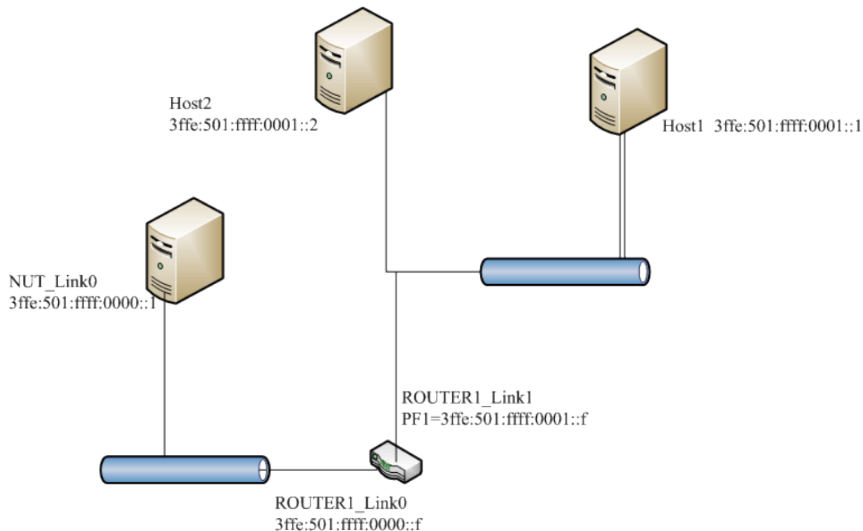 Host2
3ffe:501:ffff:0001::2
Host1 3ffe:501:ffff:0001::1
NUT_Link0
3ffe:501:ffff:0000::1
ROUTER1_Link1
PF1=3ffe:501:ffff:0001::f
ROUTER1_Link0
3ffe:501:ffff:0000::f